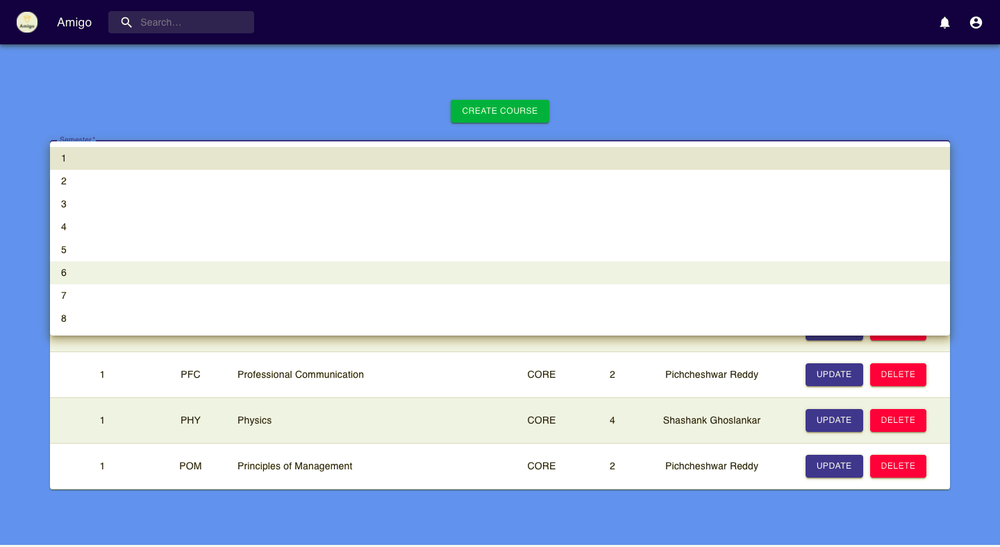 Amigo
Amigo
Search…
CREATE COURSE
Semester *
1
2
3
4
5
6
7
8
1 PFC Professional Communication CORE 2 Pichcheshwar Reddy UPDATE DELETE
1 PHY Physics CORE 4 Shashank Ghoslankar UPDATE DELETE
1 POM Principles of Management CORE 2 Pichcheshwar Reddy UPDATE DELETE